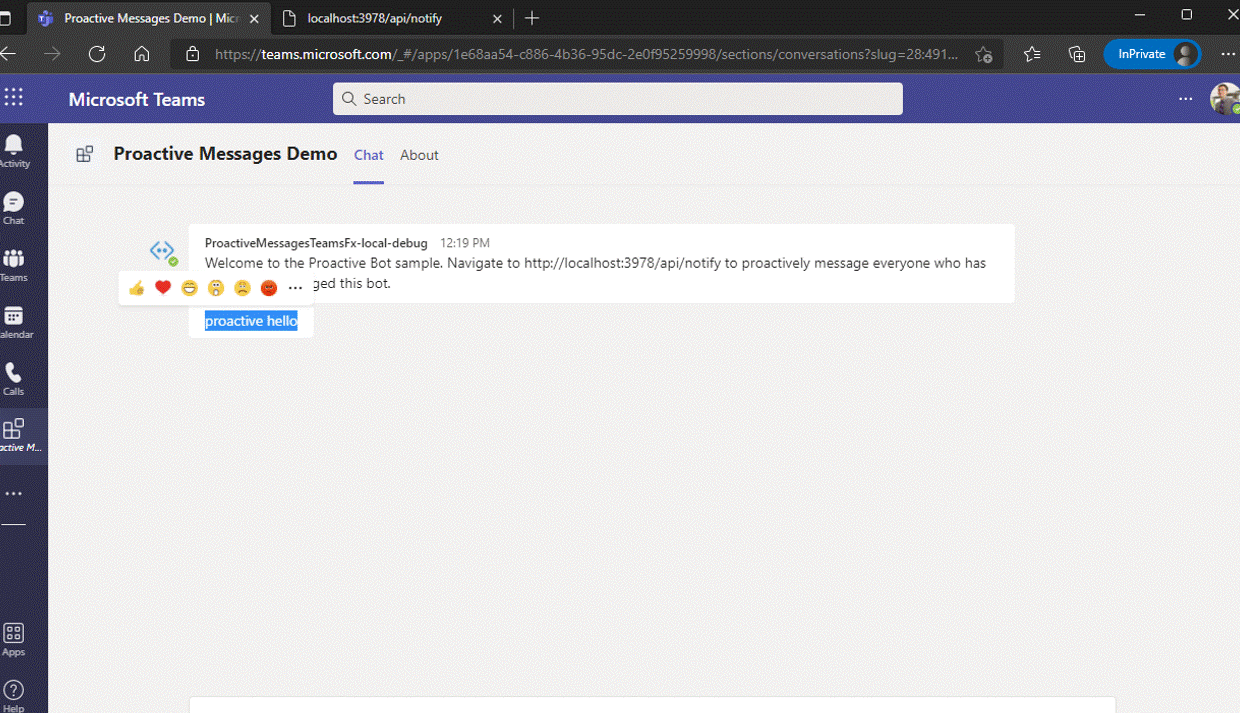 Proactive Messages Demo | Micr
localhost:3978/api/notify
https://teams.microsoft.com/_#/apps/1e68aa54-c886-4b36-95dc-2e0f95259998/sections/conversations?slug=28:491...
InPrivate
Microsoft Teams
Search
Activity
Chat
Teams
alendar
Calls
active M...
Apps
Help
Proactive Messages Demo
Chat
About
ProactiveMessagesTeamsFx-local-debug 12:19 PM
Welcome to the Proactive Bot sample. Navigate to http://localhost:3978/api/notify to proactively message everyone who has
ged this bot.
proactive hello